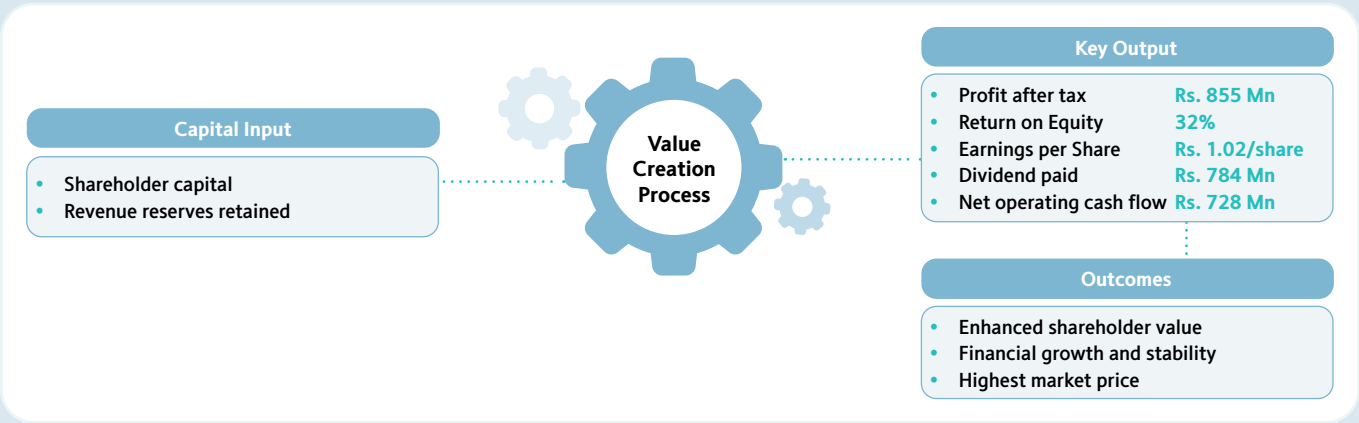 Capital Input
• Shareholder capital
• Revenue reserves retained
Value
Creation
Process
Key Output
• Profit after tax Rs. 855 Mn
• Return on Equity 32%
• Earnings per Share Rs. 1.02/share
• Dividend paid Rs. 784 Mn
• Net operating cash flow Rs. 728 Mn
Outcomes
• Enhanced shareholder value
• Financial growth and stability
• Highest market price